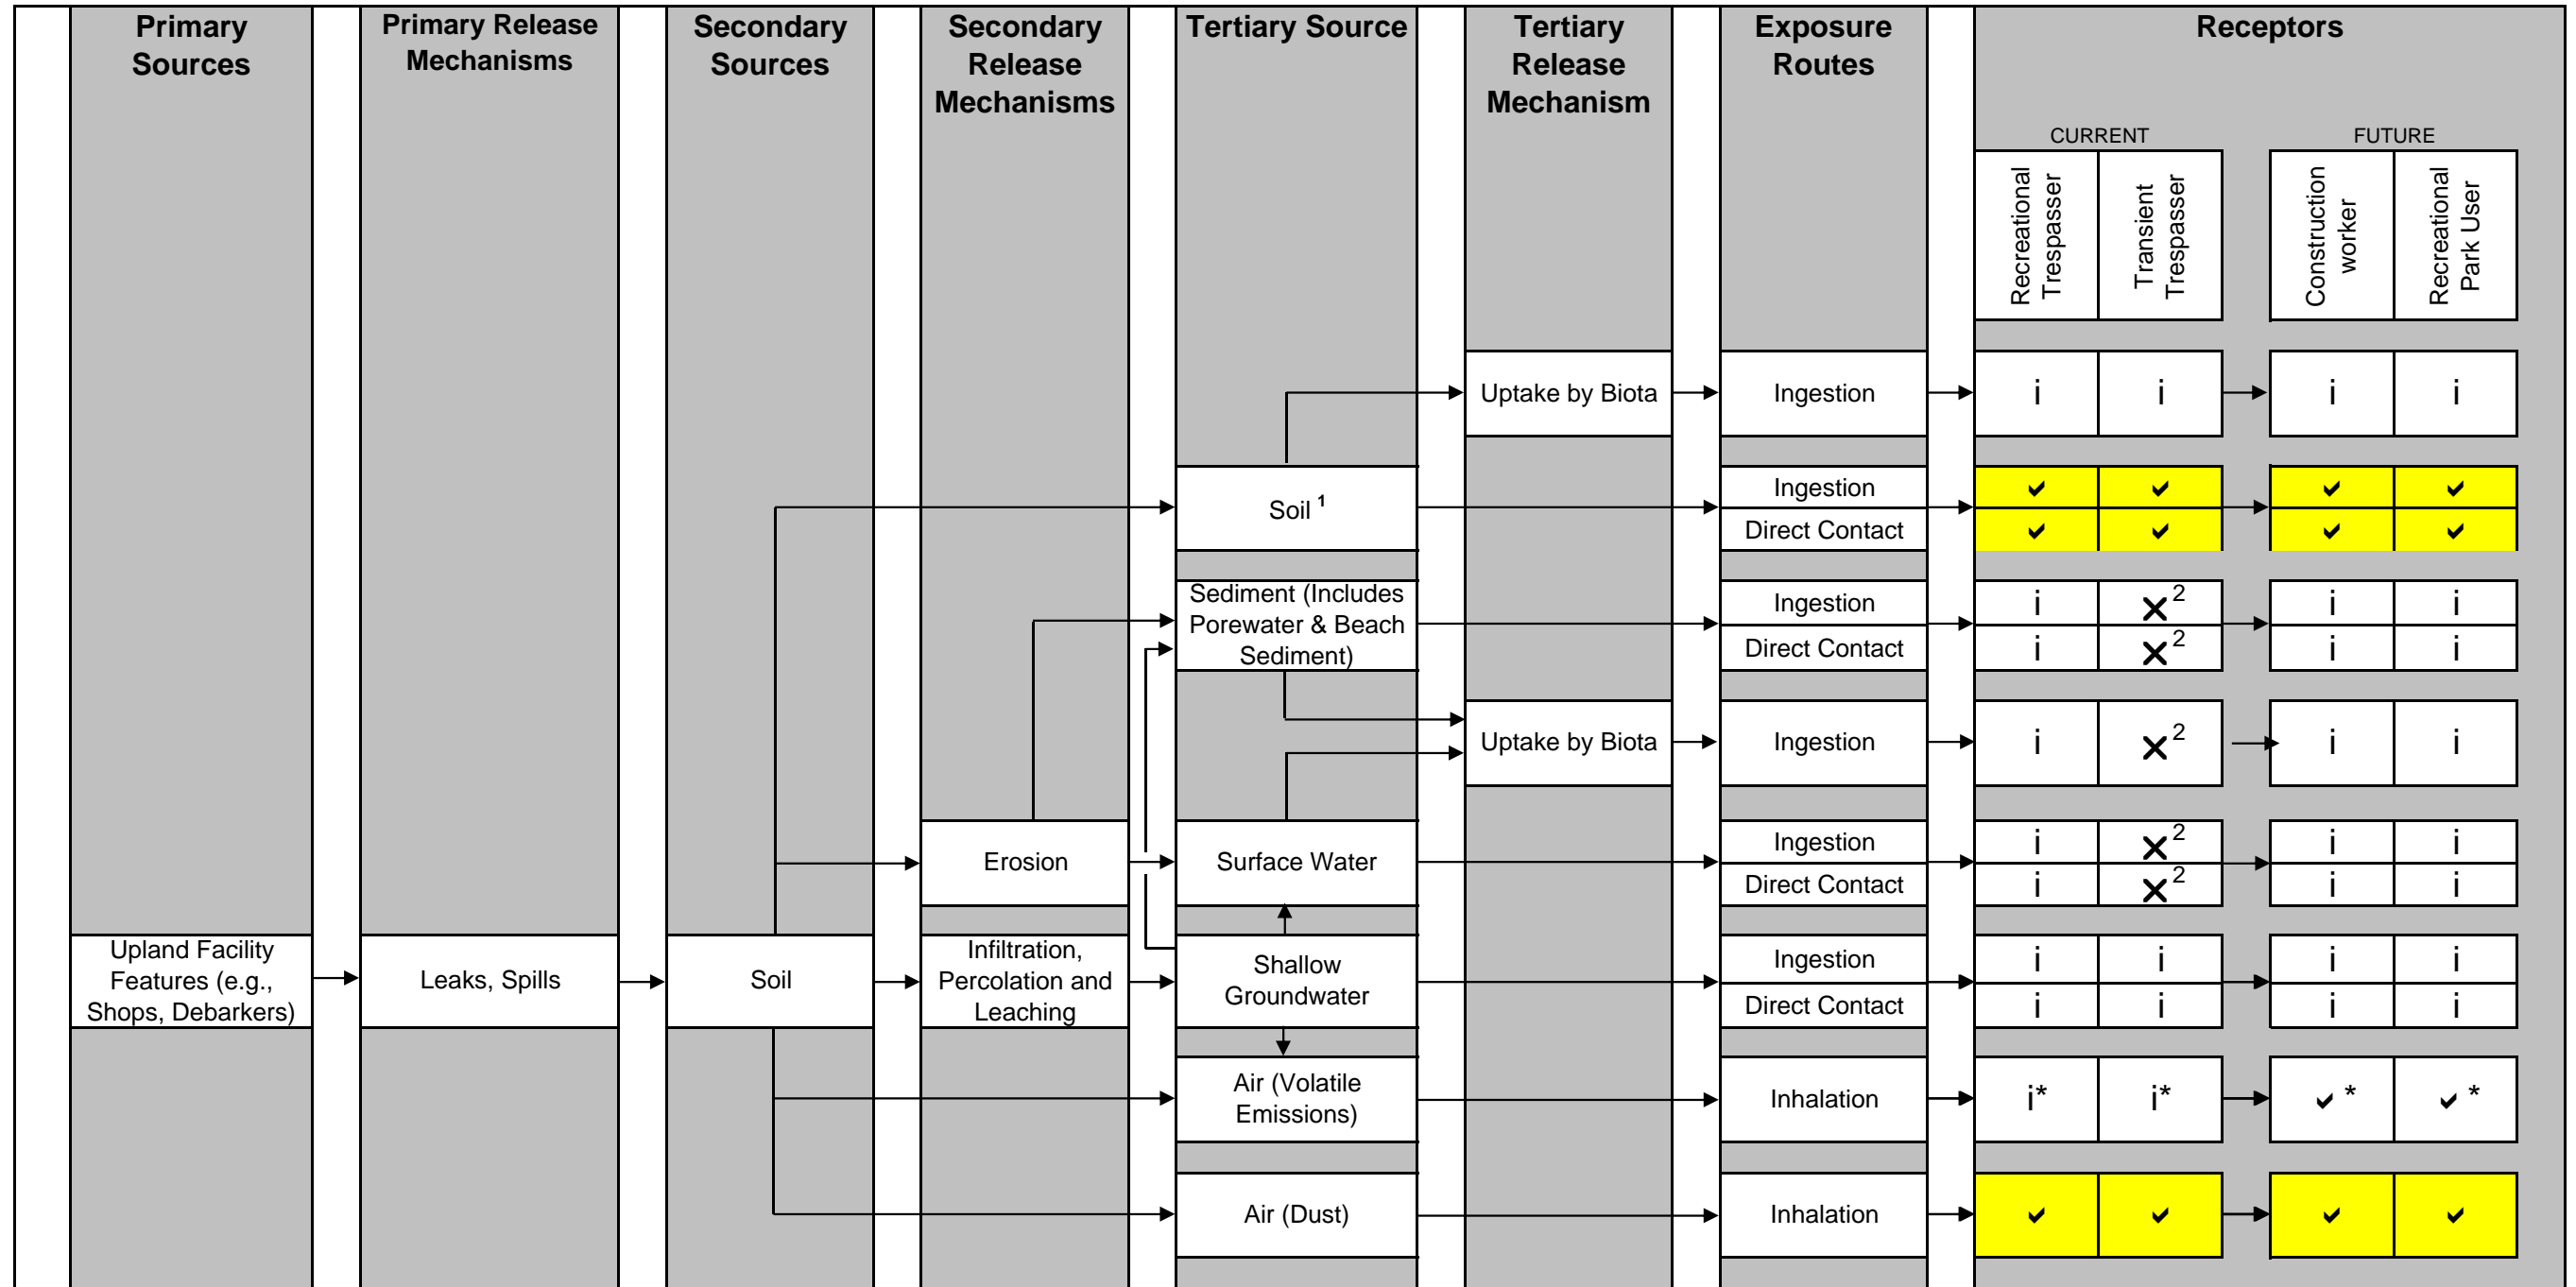 Primary
Sources
Primary Release
Mechanisms
Secondary
Sources
Secondary
Release
Mechanisms
Tertiary Source
Tertiary
Release
Mechanism
Exposure
Routes
Receptors
CURRENT
FUTURE
Recreational
Trespasser
Transient
Trespasser
Construction
worker
Recreational
Park User
Uptake by Biota
Ingestion
i i i i
Soil 1
Ingestion
✔ ✔ ✔ ✔
Direct Contact
✔ ✔ ✔ ✔
Sediment (Includes
Porewater & Beach
Sediment)
Ingestion
i ✕2 i i
Direct Contact
i ✕2 i i
Uptake by Biota
Ingestion
i ✕2 i i
Erosion
Surface Water
Ingestion
i ✕2 i i
Direct Contact
i ✕2 i i
Upland Facility
Features (e.g.,
Shops, Debarkers)
Leaks, Spills
Soil
Infiltration,
Percolation and
Leaching
Shallow
Groundwater
Ingestion
i i i i
Direct Contact
i i i i
Air (Volatile
Emissions)
Inhalation
i* i* ✔* ✔*
Air (Dust)
Inhalation
✔ ✔ ✔ ✔